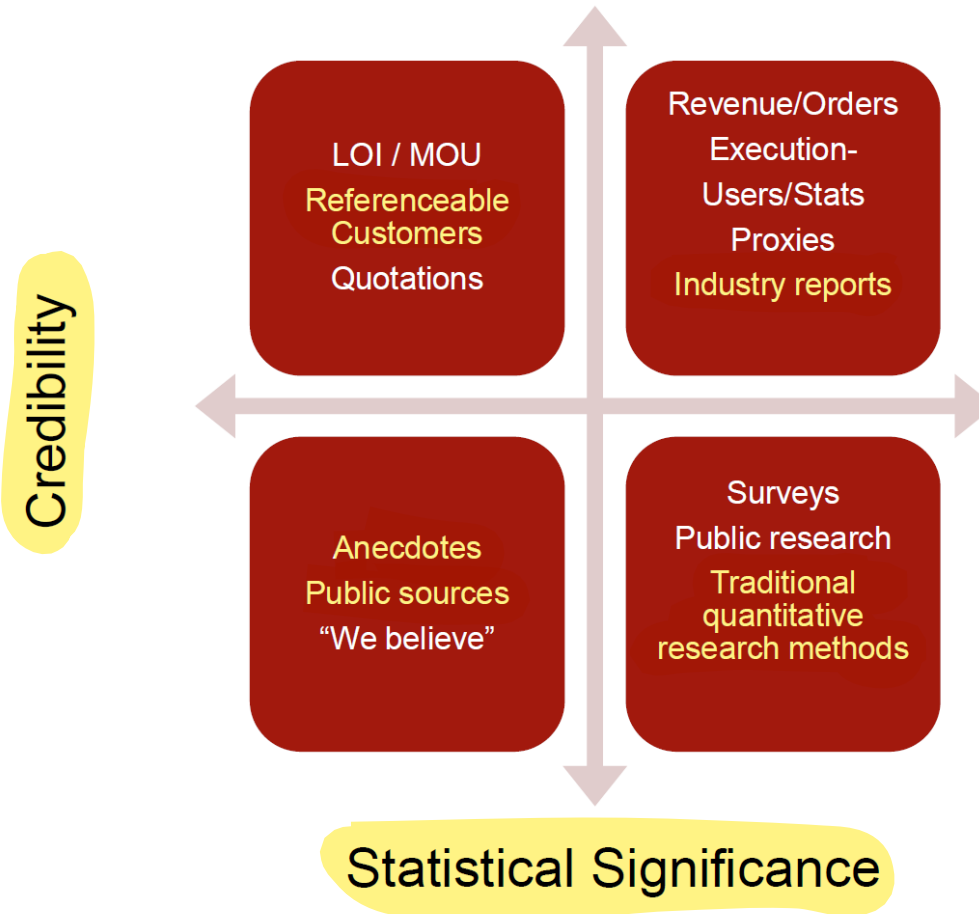 Credibility
LOI / MOU
Referenceable
Customers
Quotations
Revenue/Orders
Execution-
Users/Stats
Proxies
Industry reports
Anecdotes
Public sources
“We believe”
Surveys
Public research
Traditional
quantitative
research methods
Statistical Significance